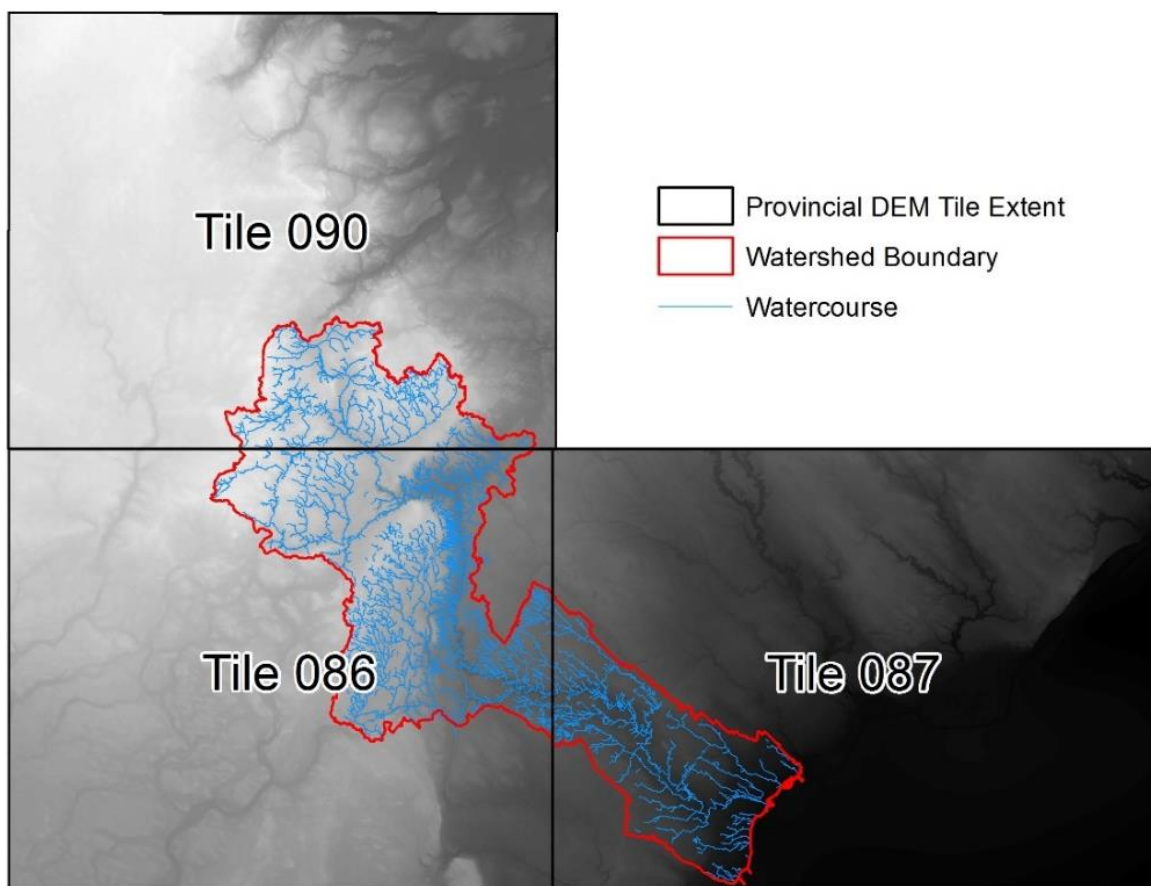 Tile 090
Provincial DEM Tile Extent
Watershed Boundary
Watercourse
Tile 086
Tile 087